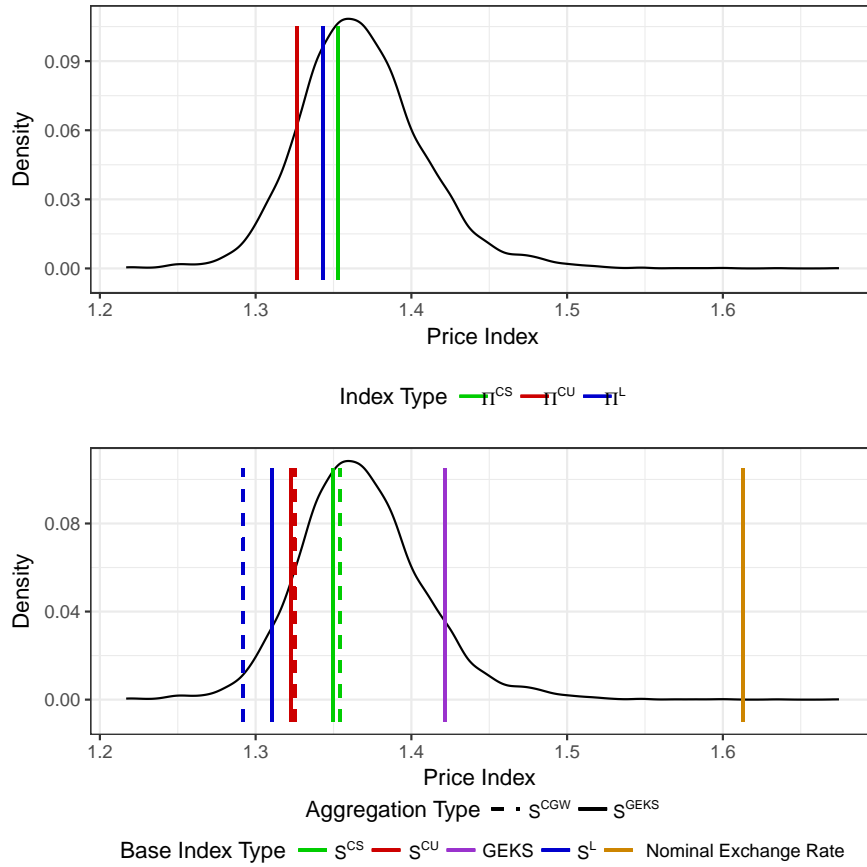 0.09
0.06
0.03
0.00
Density
1.2 1.3 1.4 1.5 1.6
Price Index
Index Type Π^CS Π^CU Π^L
0.08
0.04
0.00
Density
1.2 1.3 1.4 1.5 1.6
Price Index
Aggregation Type S^CGW S^GEKS
Base Index Type S^CS S^CU GEKS S^L Nominal Exchange Rate